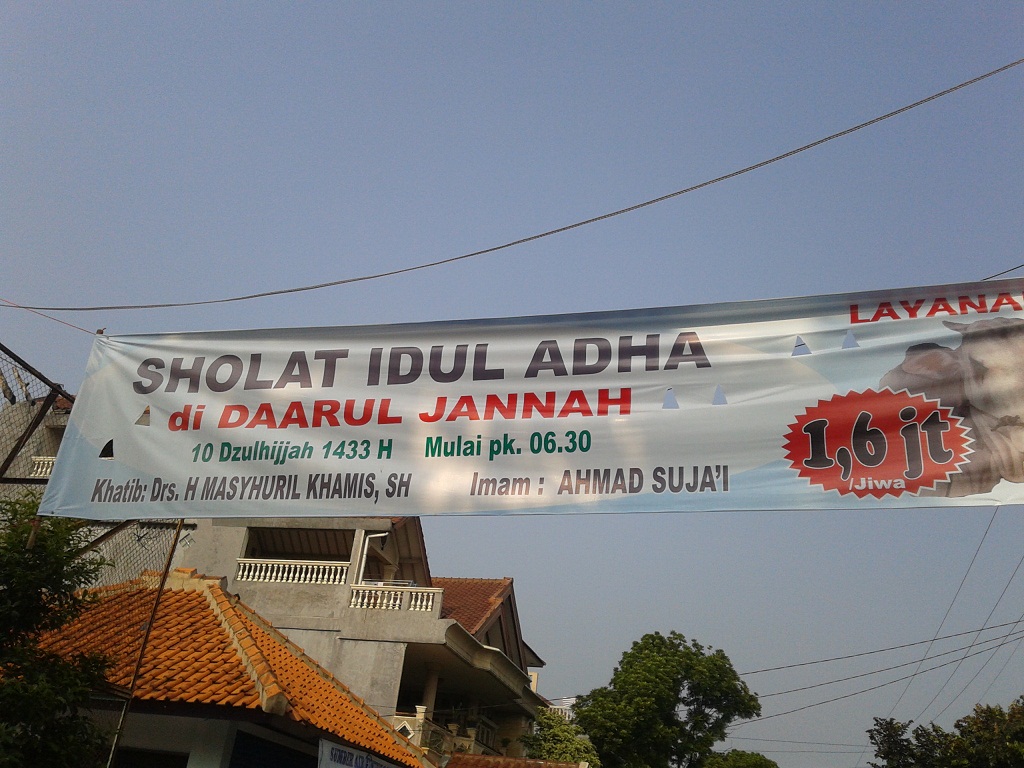 SHOLAT IDUL ADHA
di DAARUL JANNAH
10 Dzulhijjah 1433 H Mulai pk. 06.30
Khatib: Drs. H MASYHURIL KHAMIS, SH Imam : AHMAD SUJA'I
LAYANA
1,6 jt
/Jiwa